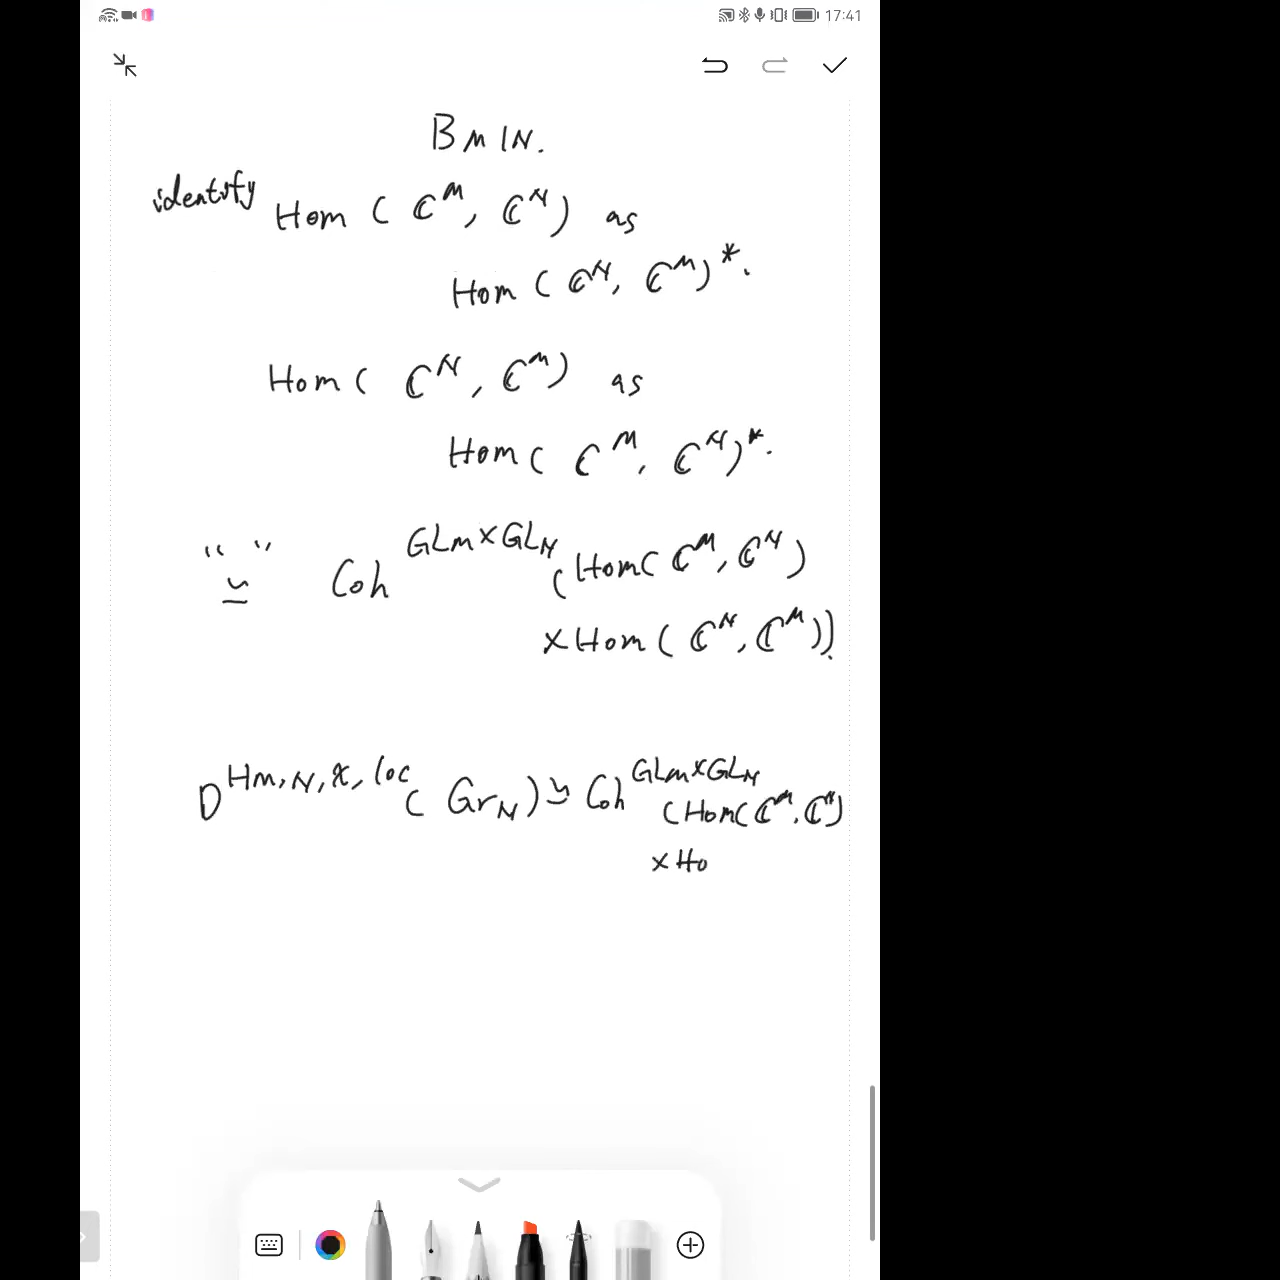 17:41
B M|N.
identify Hom ( ℂ^M, ℂ^N ) as
Hom ( ℂ^N, ℂ^M )^*.
Hom ( ℂ^N, ℂ^M ) as
Hom ( ℂ^M, ℂ^N )^*.
"≃" Coh^{GL_M×GL_N} ( Hom( ℂ^M, ℂ^N )
× Hom ( ℂ^N, ℂ^M )).
D^{H_{M,N}, χ, loc} ( Gr_N ) ≃ Coh^{GL_M×GL_N} ( Hom( ℂ^M, ℂ^N )
× Ho